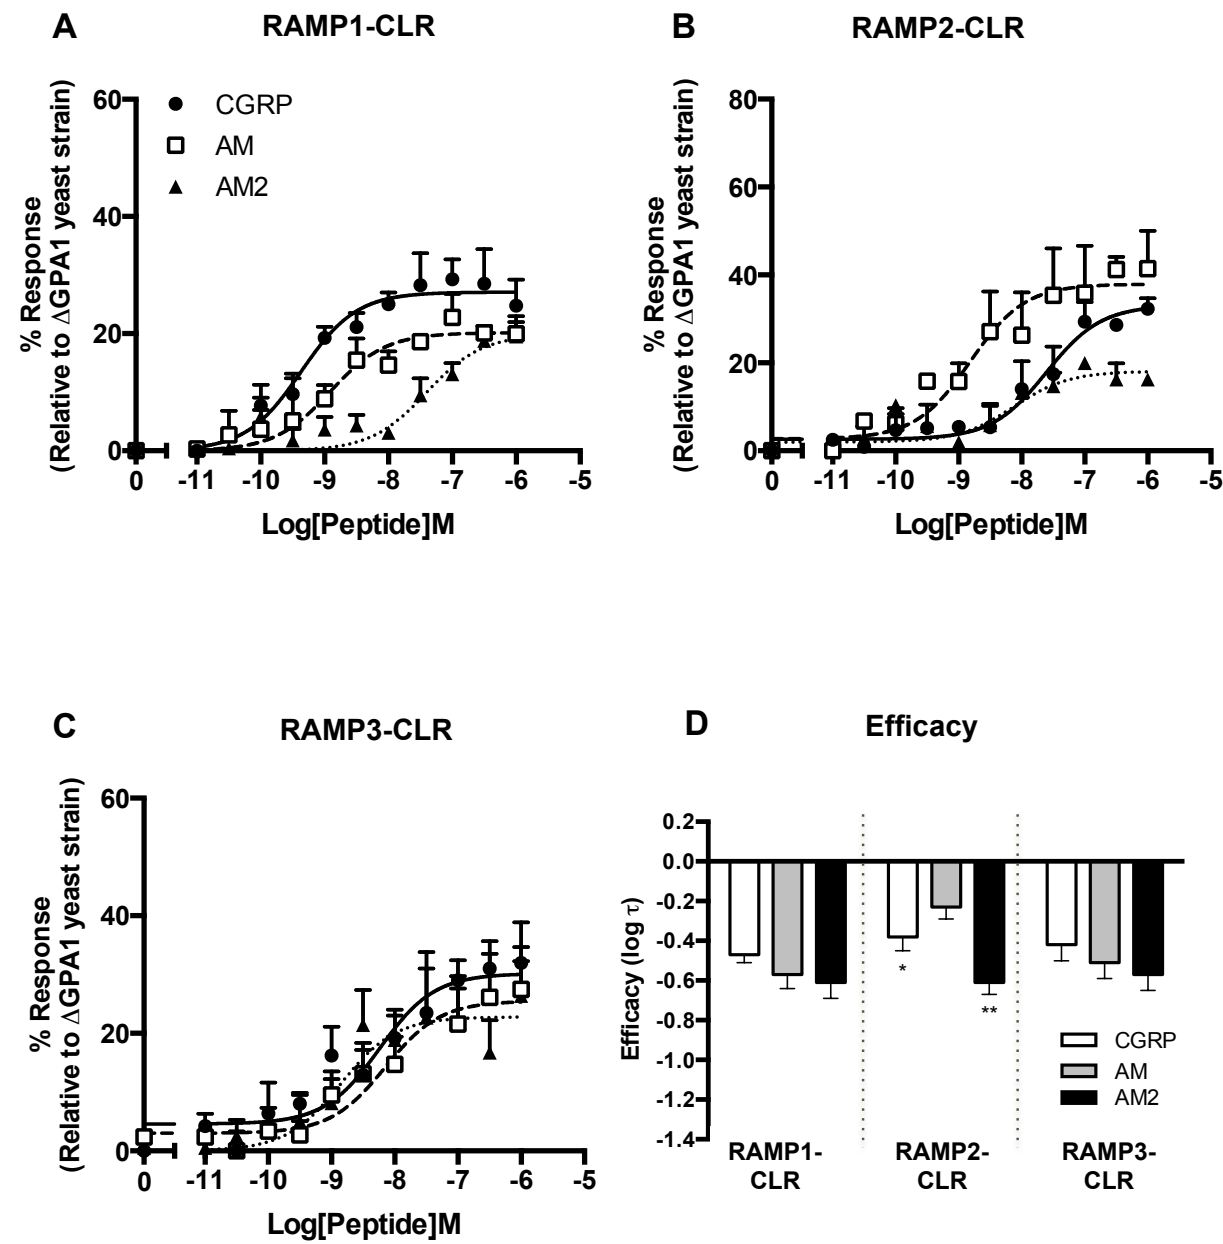 A
RAMP1-CLR
% Response
(Relative to ΔGPA1 yeast strain)
60
40
20
0
CGRP
AM
AM2
0
-11
-10
-9
-8
-7
-6
-5
Log[Peptide]M
B
RAMP2-CLR
% Response
(Relative to ΔGPA1 yeast strain)
80
60
40
20
0
0
-11
-10
-9
-8
-7
-6
-5
Log[Peptide]M
C
RAMP3-CLR
% Response
(Relative to ΔGPA1 yeast strain)
60
40
20
0
0
-11
-10
-9
-8
-7
-6
-5
Log[Peptide]M
D
Efficacy
Efficacy (log τ)
0.2
0.0
-0.2
-0.4
-0.6
-0.8
-1.0
-1.2
-1.4
*
**
CGRP
AM
AM2
RAMP1-
CLR
RAMP2-
CLR
RAMP3-
CLR